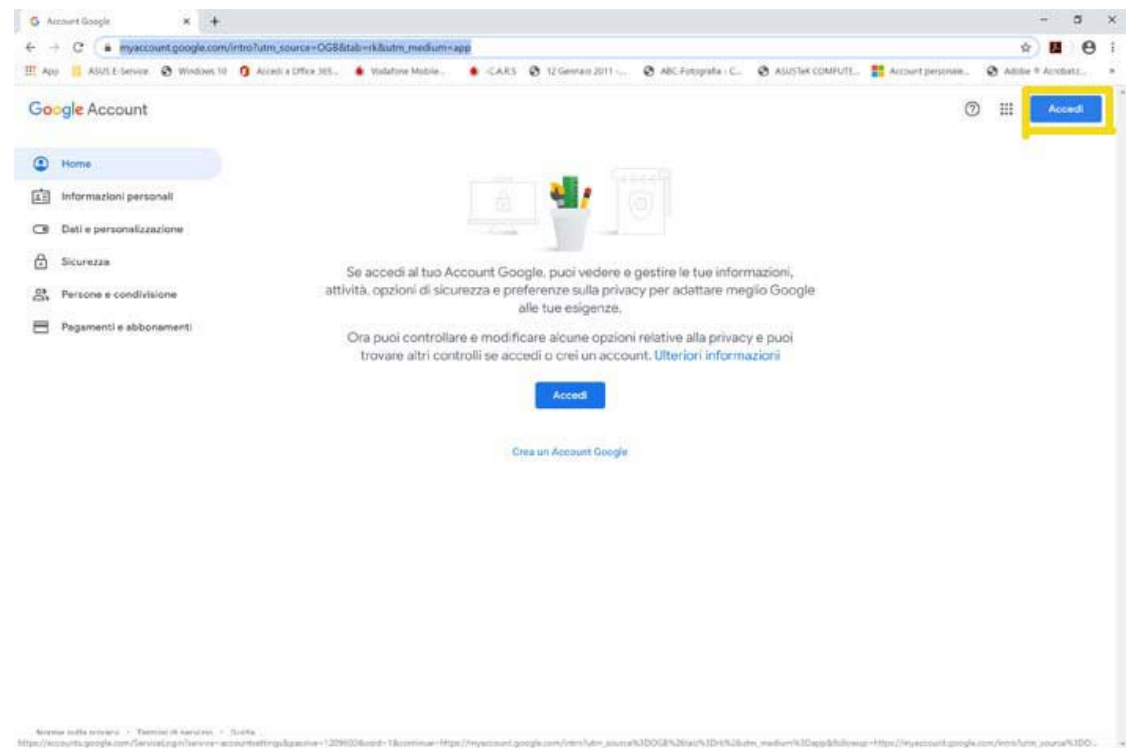 Account Google
myaccount.google.com/intro?utm_source=OGB&tab=rk&utm_medium=app
App ASUS E-Service Windows 10 Accedi a Office 365... Vodafone Mobile... -C.A.R.S 12 Gennaio 2011 -... ABC-Fotografia : C... ASUSTeK COMPUTE... Account personale... Adobe ® Acrobat...
Google Account
Accedi
Home
Informazioni personali
Dati e personalizzazione
Sicurezza
Persone e condivisione
Pagamenti e abbonamenti
Se accedi al tuo Account Google, puoi vedere e gestire le tue informazioni,
attività, opzioni di sicurezza e preferenze sulla privacy per adattare meglio Google
alle tue esigenze.
Ora puoi controllare e modificare alcune opzioni relative alla privacy e puoi
trovare altri controlli se accedi o crei un account. Ulteriori informazioni
Accedi
Crea un Account Google